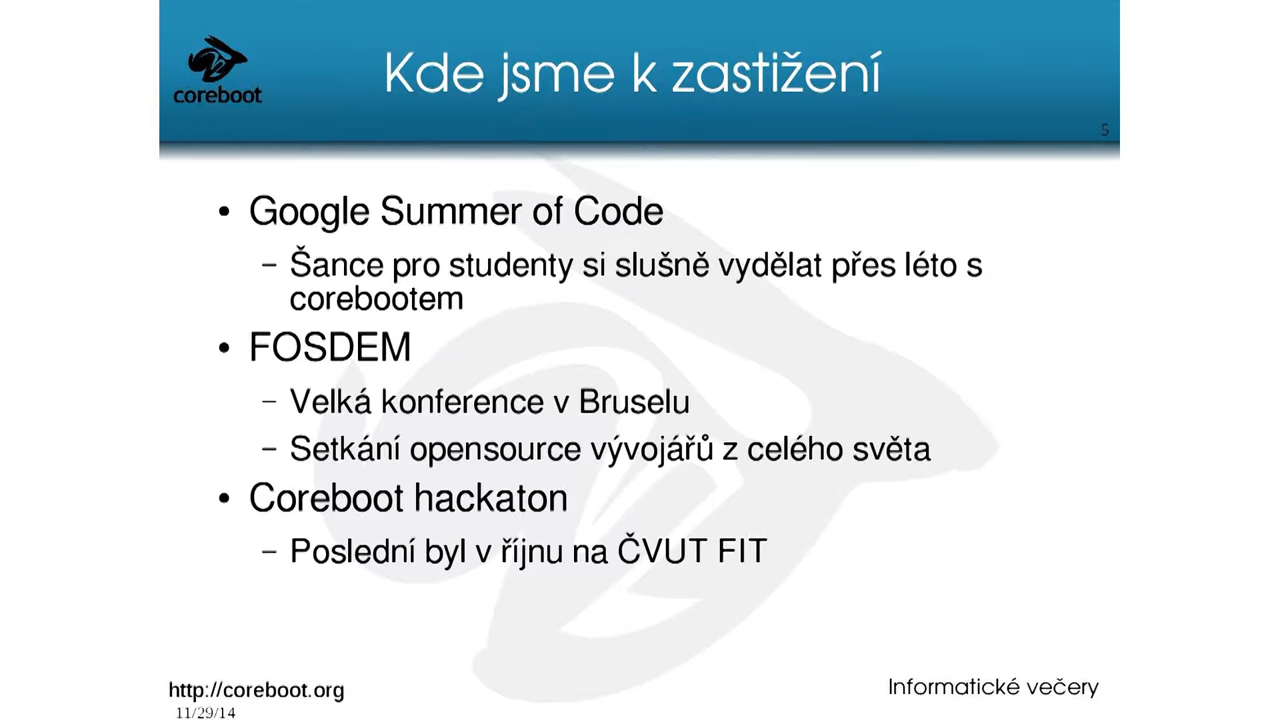 coreboot
Kde jsme k zastižení
5
• Google Summer of Code
– Šance pro studenty si slušně vydělat přes léto s
corebootem
• FOSDEM
– Velká konference v Bruselu
– Setkání opensource vývojářů z celého světa
• Coreboot hackaton
– Poslední byl v říjnu na ČVUT FIT
http://coreboot.org
Informatické večery
11/29/14